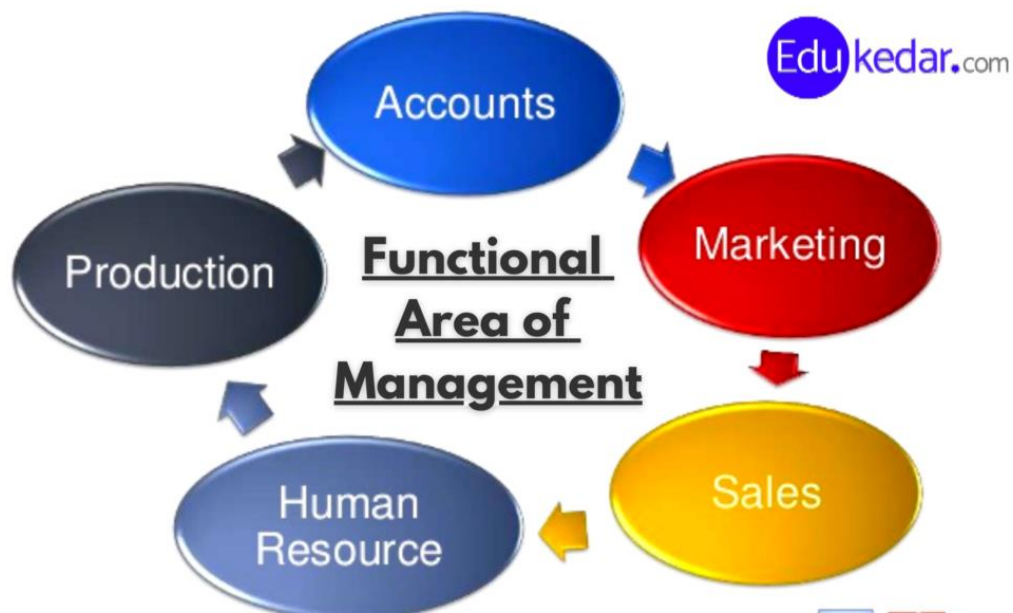 Edukedar.com
Accounts
Marketing
Sales
Human
Resource
Production
Functional
Area of
Management